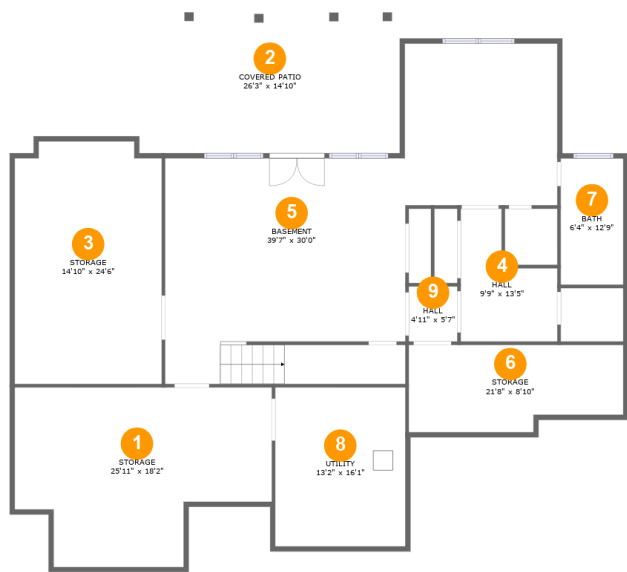 2
COVERED PATIO
26'3" x 14'10"
7
BATH
6'4" x 12'9"
5
BASEMENT
39'7" x 30'0"
3
STORAGE
14'10" x 24'6"
4
HALL
9'9" x 13'5"
9
HALL
4'11" x 5'7"
6
STORAGE
21'8" x 8'10"
1
STORAGE
25'11" x 18'2"
8
UTILITY
13'2" x 16'1"